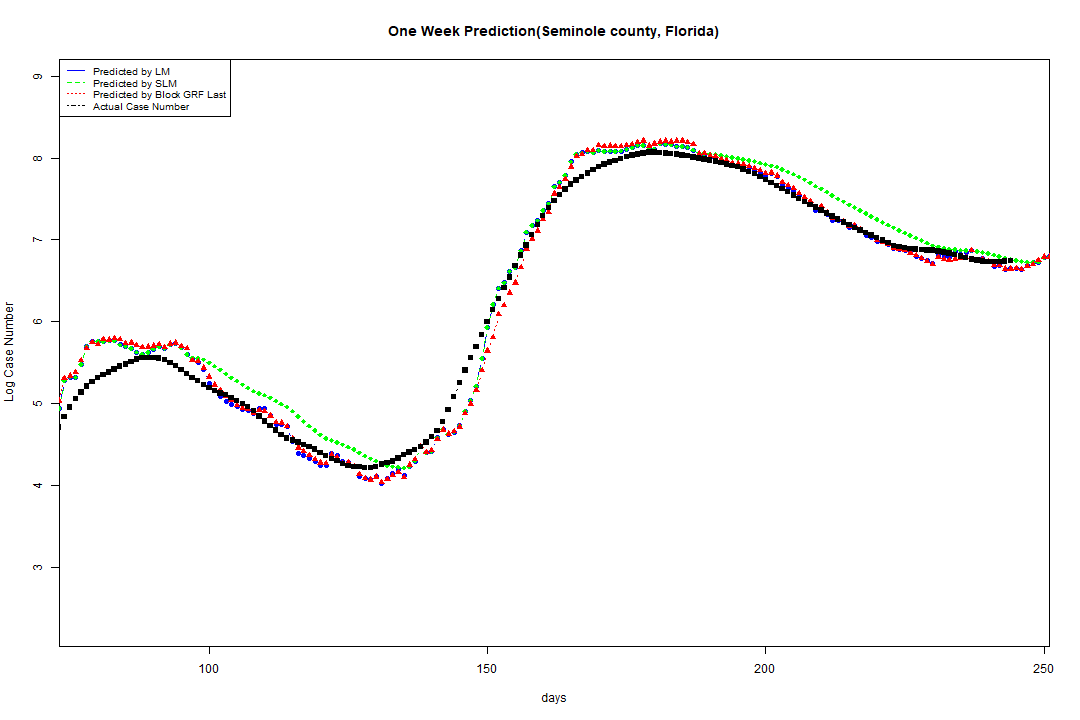 One Week Prediction(Seminole county, Florida)
Predicted by LM
Predicted by SLM
Predicted by Block GRF Last
Actual Case Number
9
8
7
6
5
4
3
Log Case Number
100 150 200 250
days